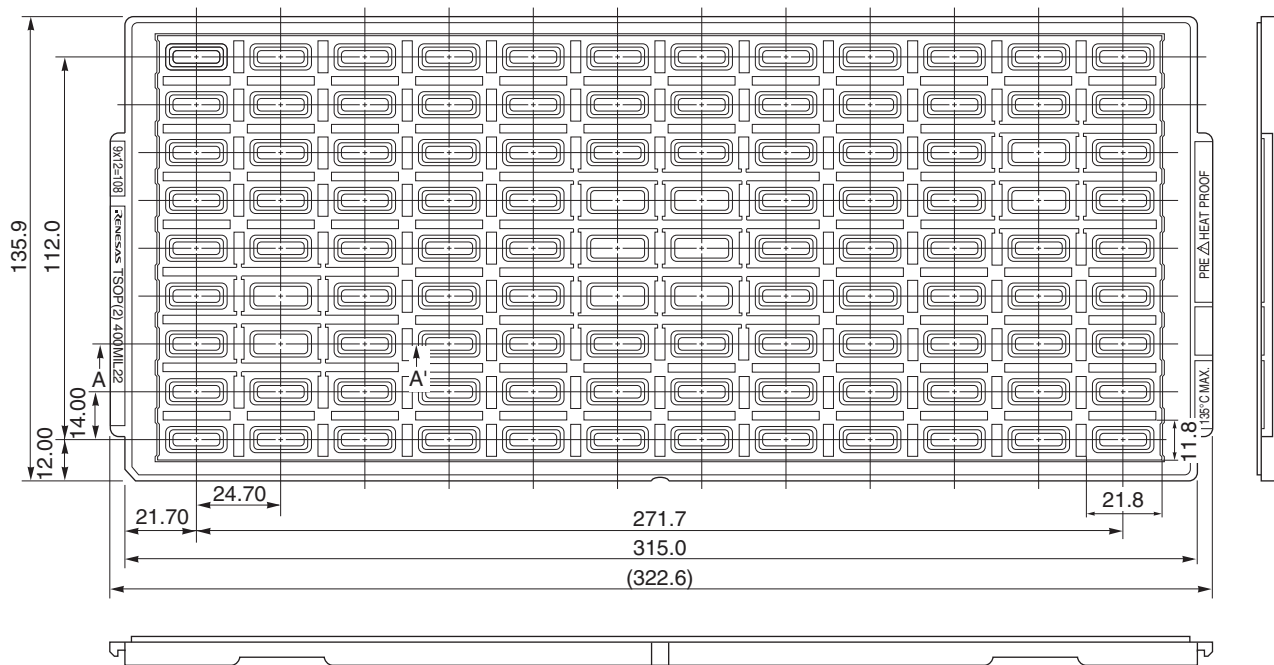 135.9
112.0
14.00
12.00
9x12=108
RENESAS TSOP(2) 400MIL22
A
A'
PRE HEAT PROOF
135°C MAX.
11.8
21.8
24.70
21.70
271.7
315.0
(322.6)